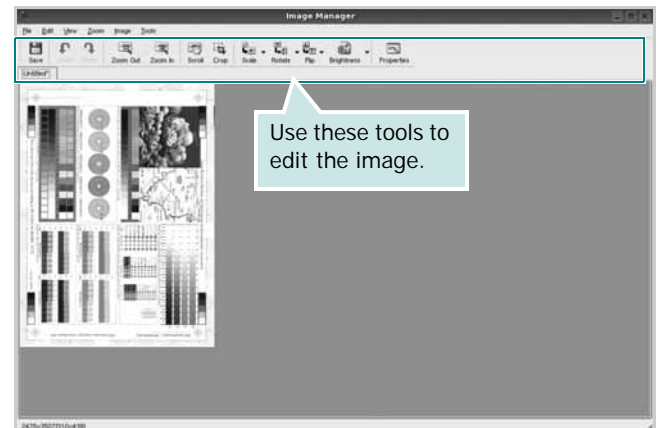 Image Manager
File Edit View Zoom Image Tools
Save Zoom Out Zoom In Scroll Crop Scale Rotate Flip Brightness Properties
Untitled*
Use these tools to
edit the image.